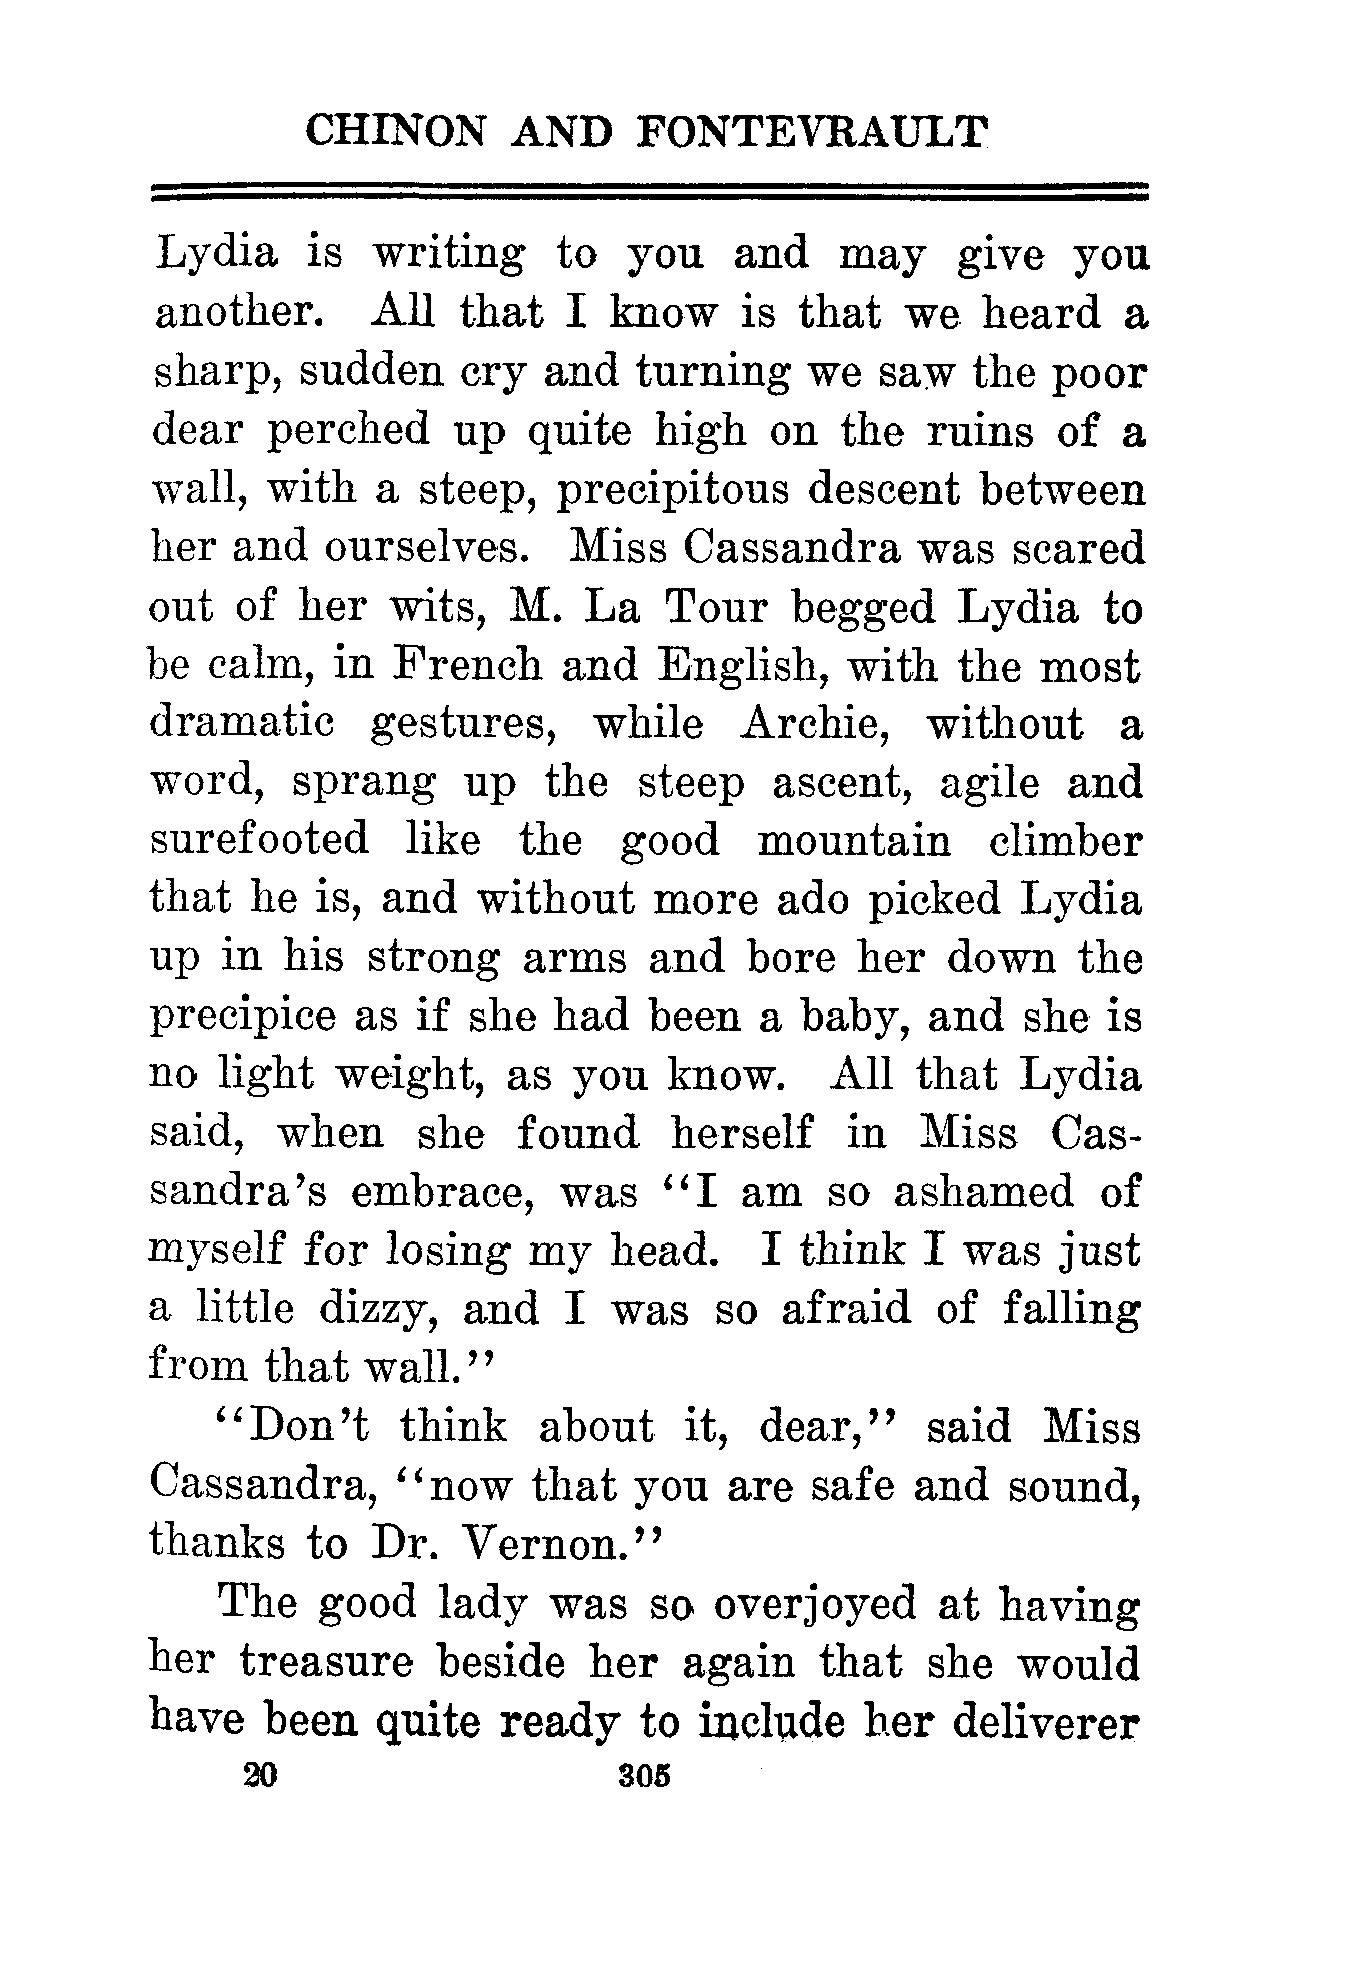 CHINON AND FONTEVRAULT
Lydia is writing to you and may give you
another. All that I know is that we heard a
sharp, sudden cry and turning we saw the poor
dear perched up quite high on the ruins of a
wall, with a steep, precipitous descent between
her and ourselves. Miss Cassandra was scared
out of her wits, M. La Tour begged Lydia to
be calm, in French and English, with the most
dramatic gestures, while Archie, without a
word, sprang up the steep ascent, agile and
surefooted like the good mountain climber
that he is, and without more ado picked Lydia
up in his strong arms and bore her down the
precipice as if she had been a baby, and she is
no light weight, as you know. All that Lydia
said, when she found herself in Miss Cas-
sandra's embrace, was "I am so ashamed of
myself for losing my head. I think I was just
a little dizzy, and I was so afraid of falling
from that wall."
"Don't think about it, dear," said Miss
Cassandra, "now that you are safe and sound,
thanks to Dr. Vernon."
The good lady was so overjoyed at having
her treasure beside her again that she would
have been quite ready to include her deliverer
20 305